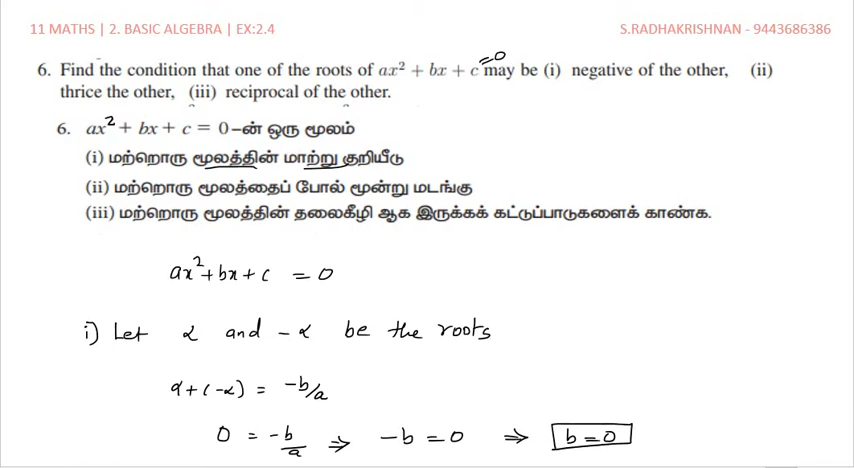 11 MATHS | 2. BASIC ALGEBRA | EX:2.4 S.RADHAKRISHNAN - 9443686386
6. Find the condition that one of the roots of ax² + bx + c =0 may be (i) negative of the other, (ii)
thrice the other, (iii) reciprocal of the other.
6. ax² + bx + c = 0–ன் ஒரு மூலம்
(i) மற்றொரு மூலத்தின் மாற்று குறியீடு
(ii) மற்றொரு மூலத்தைப் போல் மூன்று மடங்கு
(iii) மற்றொரு மூலத்தின் தலைகீழி ஆக இருக்கக் கட்டுப்பாடுகளைக் காண்க.
ax²+bx+c = 0
i) Let α and -α be the roots
α+(-α) = -b/a
0 = -b/a ⇒ -b = 0 ⇒ b = 0